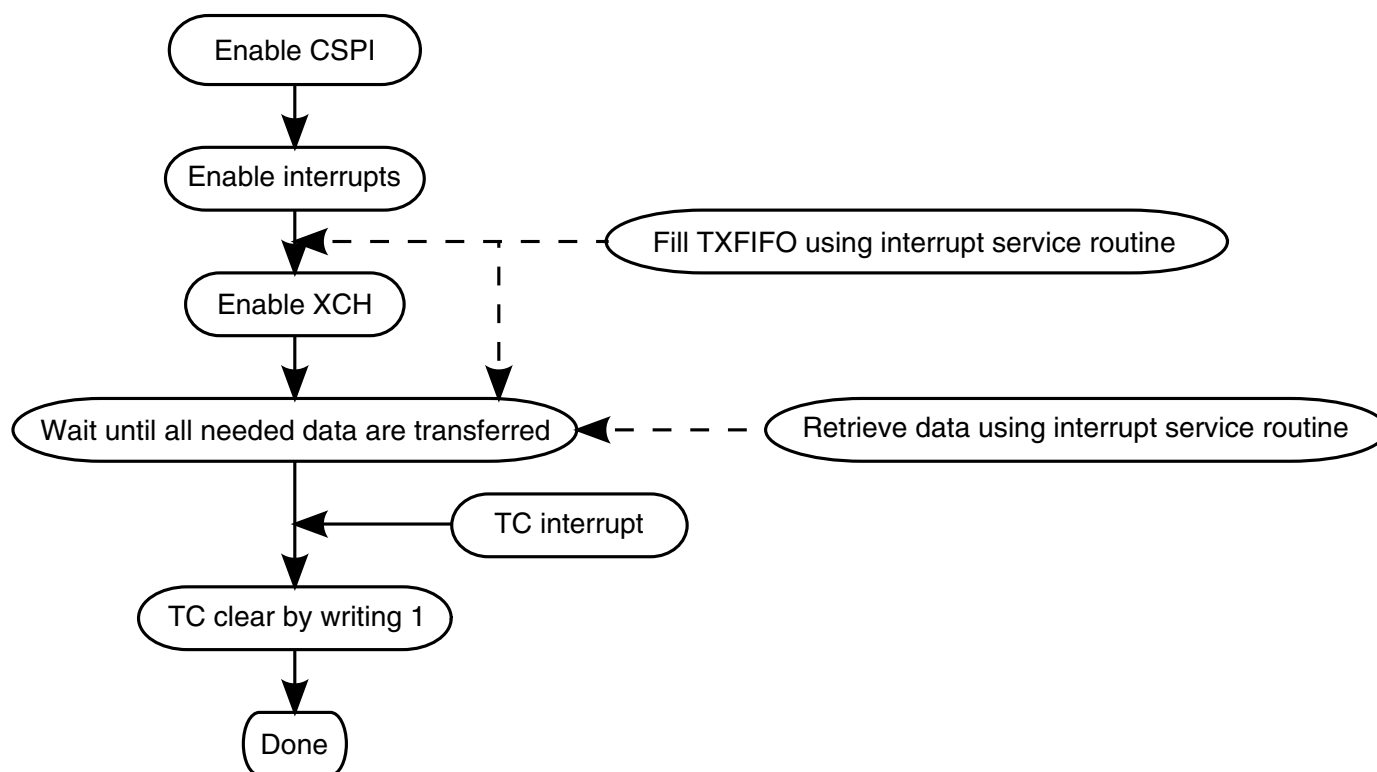 Enable CSPI
Enable interrupts
Fill TXFIFO using interrupt service routine
Enable XCH
Wait until all needed data are transferred
Retrieve data using interrupt service routine
TC interrupt
TC clear by writing 1
Done